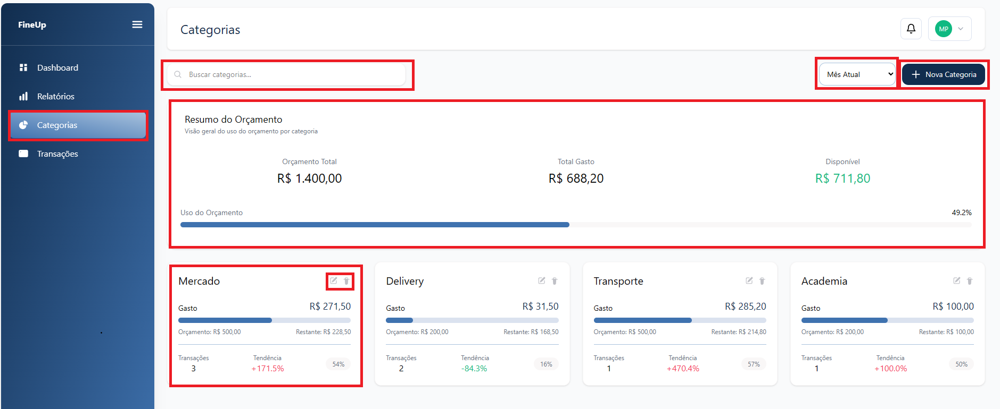 FineUp
Dashboard
Relatórios
Categorias
Transações
Categorias
MP
Buscar categorias...
Mês Atual
Nova Categoria
Resumo do Orçamento
Visão geral do uso do orçamento por categoria
Orçamento Total
R$ 1.400,00
Total Gasto
R$ 688,20
Disponível
R$ 711,80
Uso do Orçamento
49.2%
Mercado
Gasto
R$ 271,50
Orçamento: R$ 500,00
Restante: R$ 228,50
Transações
3
Tendência
+171.5%
54%
Delivery
Gasto
R$ 31,50
Orçamento: R$ 200,00
Restante: R$ 168,50
Transações
2
Tendência
-84.3%
16%
Transporte
Gasto
R$ 285,20
Orçamento: R$ 500,00
Restante: R$ 214,80
Transações
1
Tendência
+470.4%
57%
Academia
Gasto
R$ 100,00
Orçamento: R$ 200,00
Restante: R$ 100,00
Transações
1
Tendência
+100.0%
50%